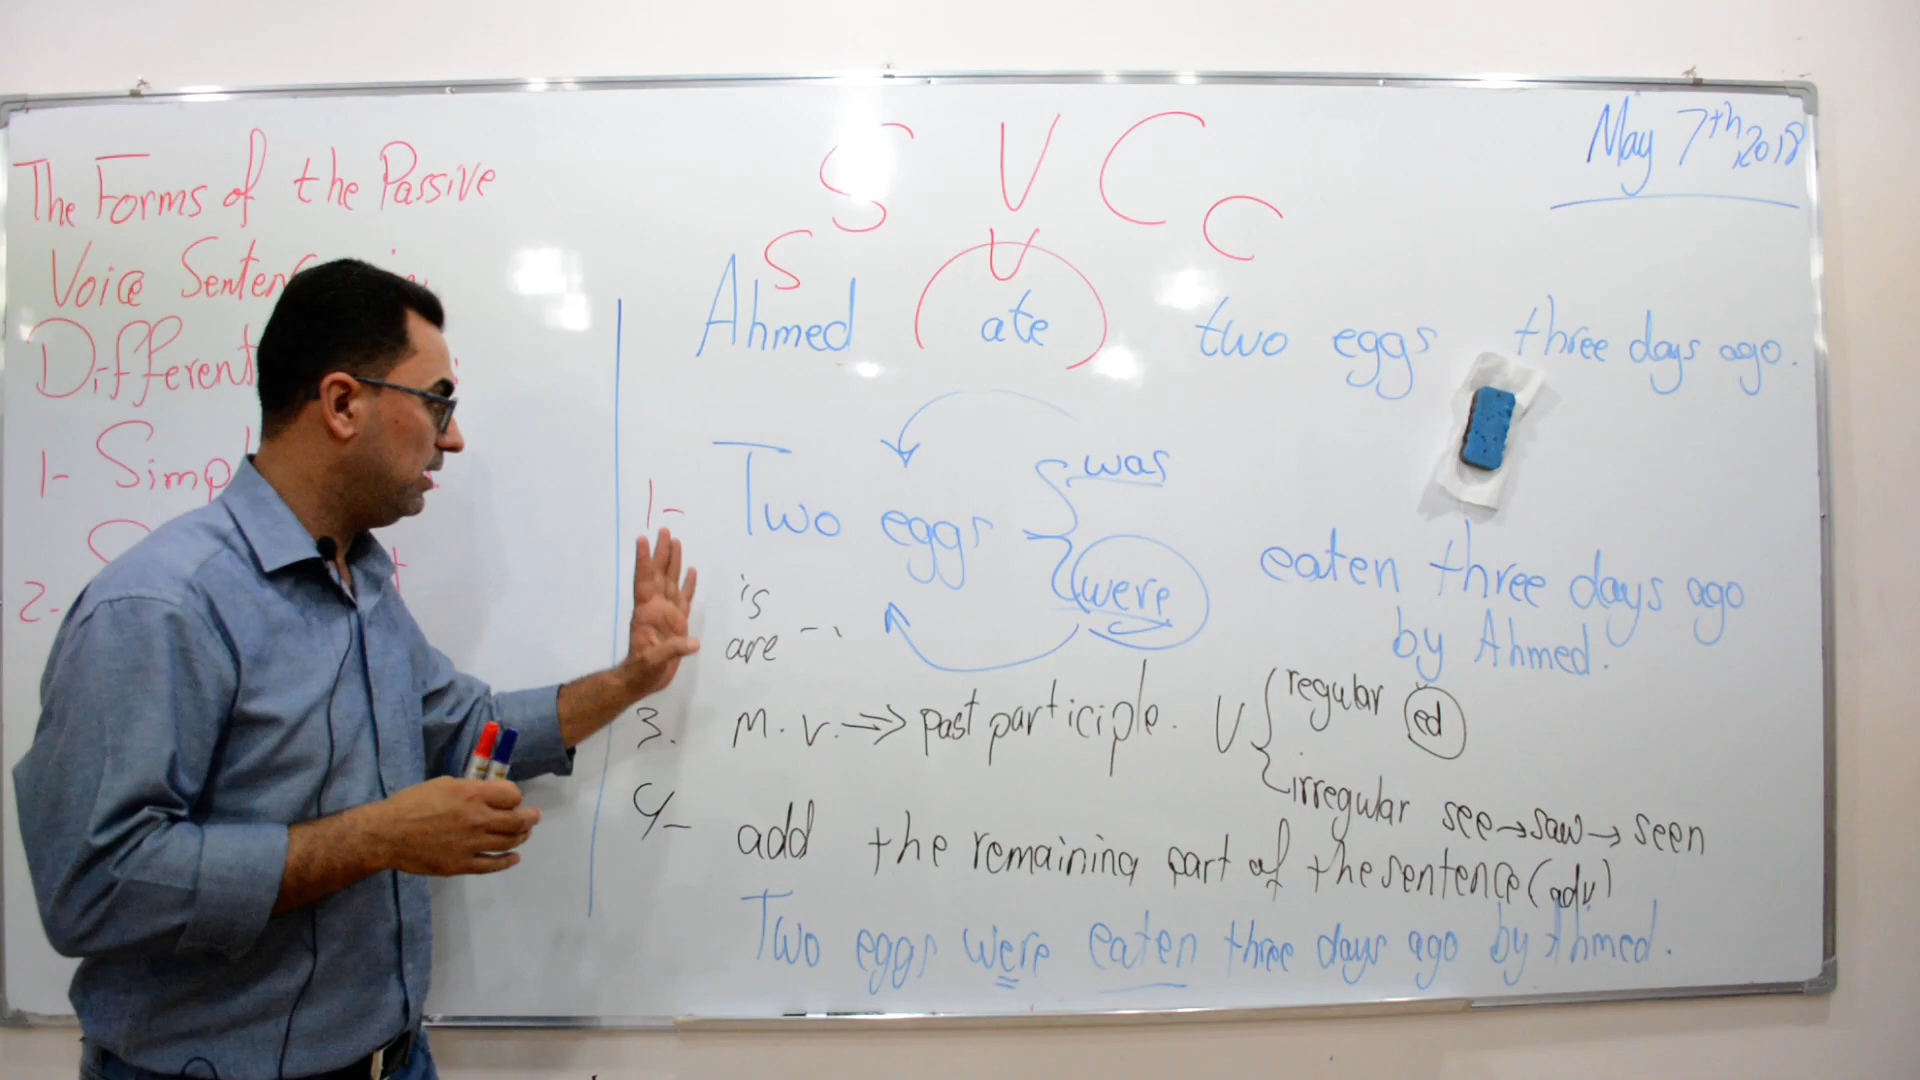 The Forms of the Passive
Voice
Different
1-
2-
May 7th, 2018
S V C
S V C
Ahmed ate two eggs three days ago.
1- Two eggs was
were
eaten three days ago
by Ahmed.
is
are
3. m.v. => past participle. V regular ed
irregular see→saw→seen
4- add the remaining part of the sentence (adv)
Two eggs were eaten three days ago by Ahmed.